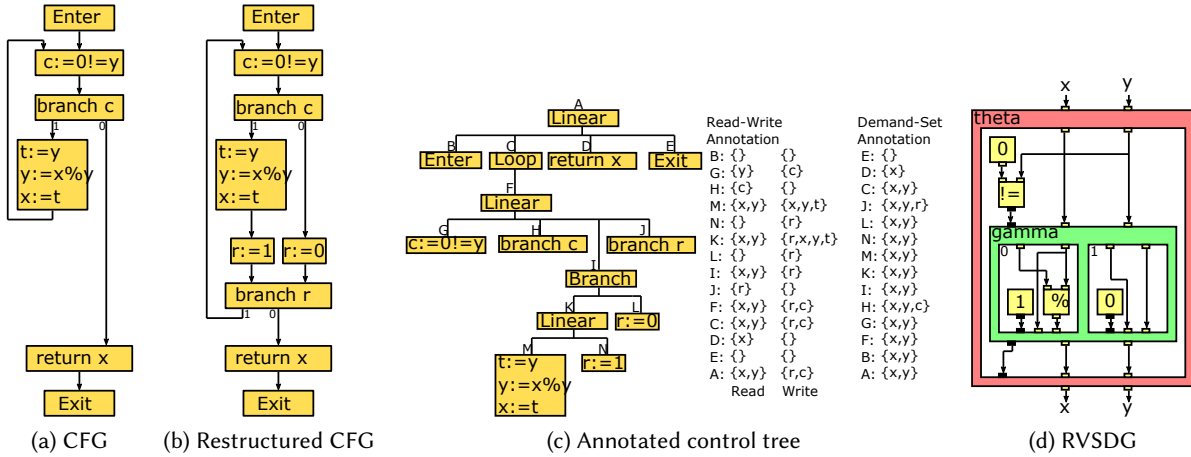 Enter
c:=0!=y
branch c
1
0
t:=y
y:=x%y
x:=t
return x
Exit
(a) CFG
Enter
c:=0!=y
branch c
1
0
t:=y
y:=x%y
x:=t
r:=1
r:=0
branch r
1
0
return x
Exit
(b) Restructured CFG
A
Linear
B
C
D
E
Enter
Loop
return x
Exit
F
Linear
G
H
J
c:=0!=y
branch c
branch r
I
Branch
K
L
Linear
r:=0
M
N
t:=y
y:=x%y
x:=t
r:=1
Read-Write
Annotation
B: {} {}
G: {y} {c}
H: {c} {}
M: {x,y} {x,y,t}
N: {} {r}
K: {x,y} {r,x,y,t}
L: {} {r}
I: {x,y} {r}
J: {r} {}
F: {x,y} {r,c}
C: {x,y} {r,c}
D: {x} {}
E: {} {}
A: {x,y} {r,c}
Read Write
Demand-Set
Annotation
E: {}
D: {x}
C: {x,y}
J: {x,y,r}
L: {x,y}
N: {x,y}
M: {x,y}
K: {x,y}
I: {x,y}
H: {x,y,c}
G: {x,y}
F: {x,y}
B: {x,y}
A: {x,y}
(c) Annotated control tree
x y
theta
0
!=
gamma
0
1
1
%
0
x y
(d) RVSDG